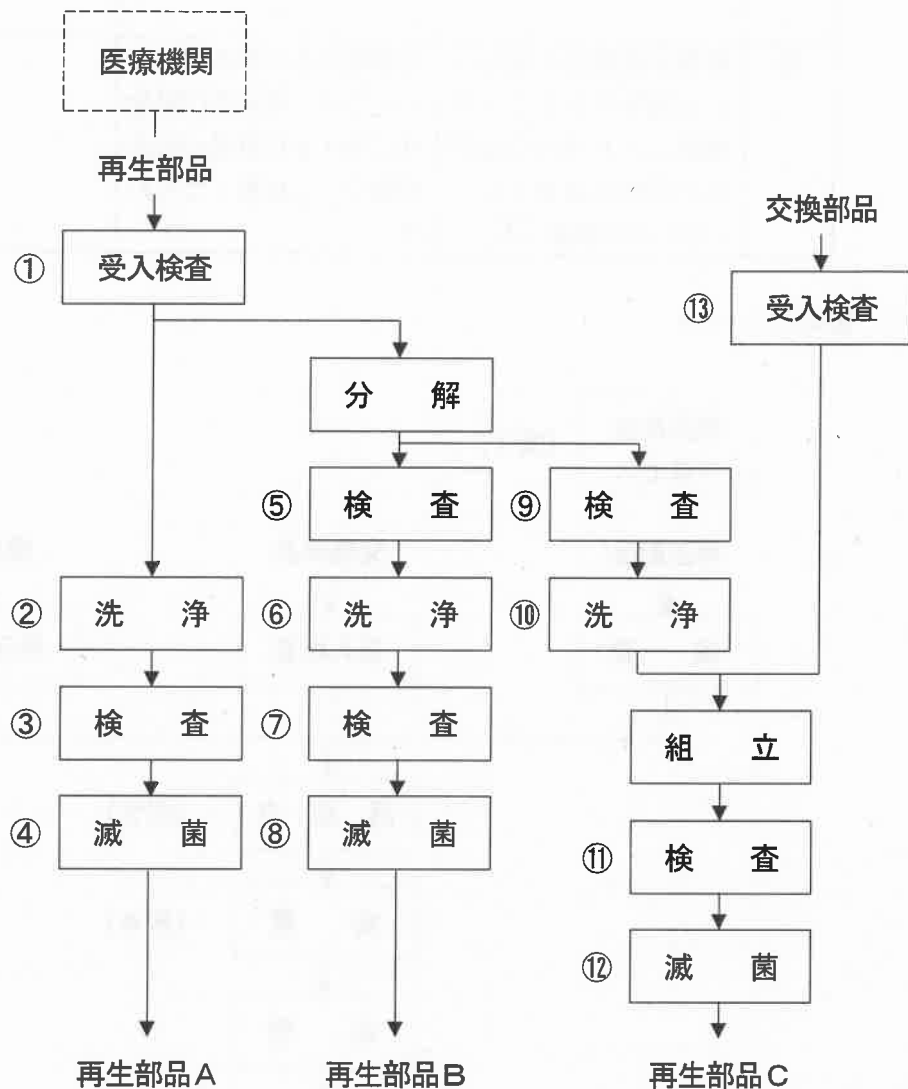 医療機関
再生部品
交換部品
① 受入検査
⑬ 受入検査
分 解
⑤ 検 査
⑨ 検 査
② 洗 浄
⑥ 洗 浄
⑩ 洗 浄
③ 検 査
⑦ 検 査
組 立
④ 滅 菌
⑧ 滅 菌
⑪ 検 査
⑫ 滅 菌
再生部品A
再生部品B
再生部品C